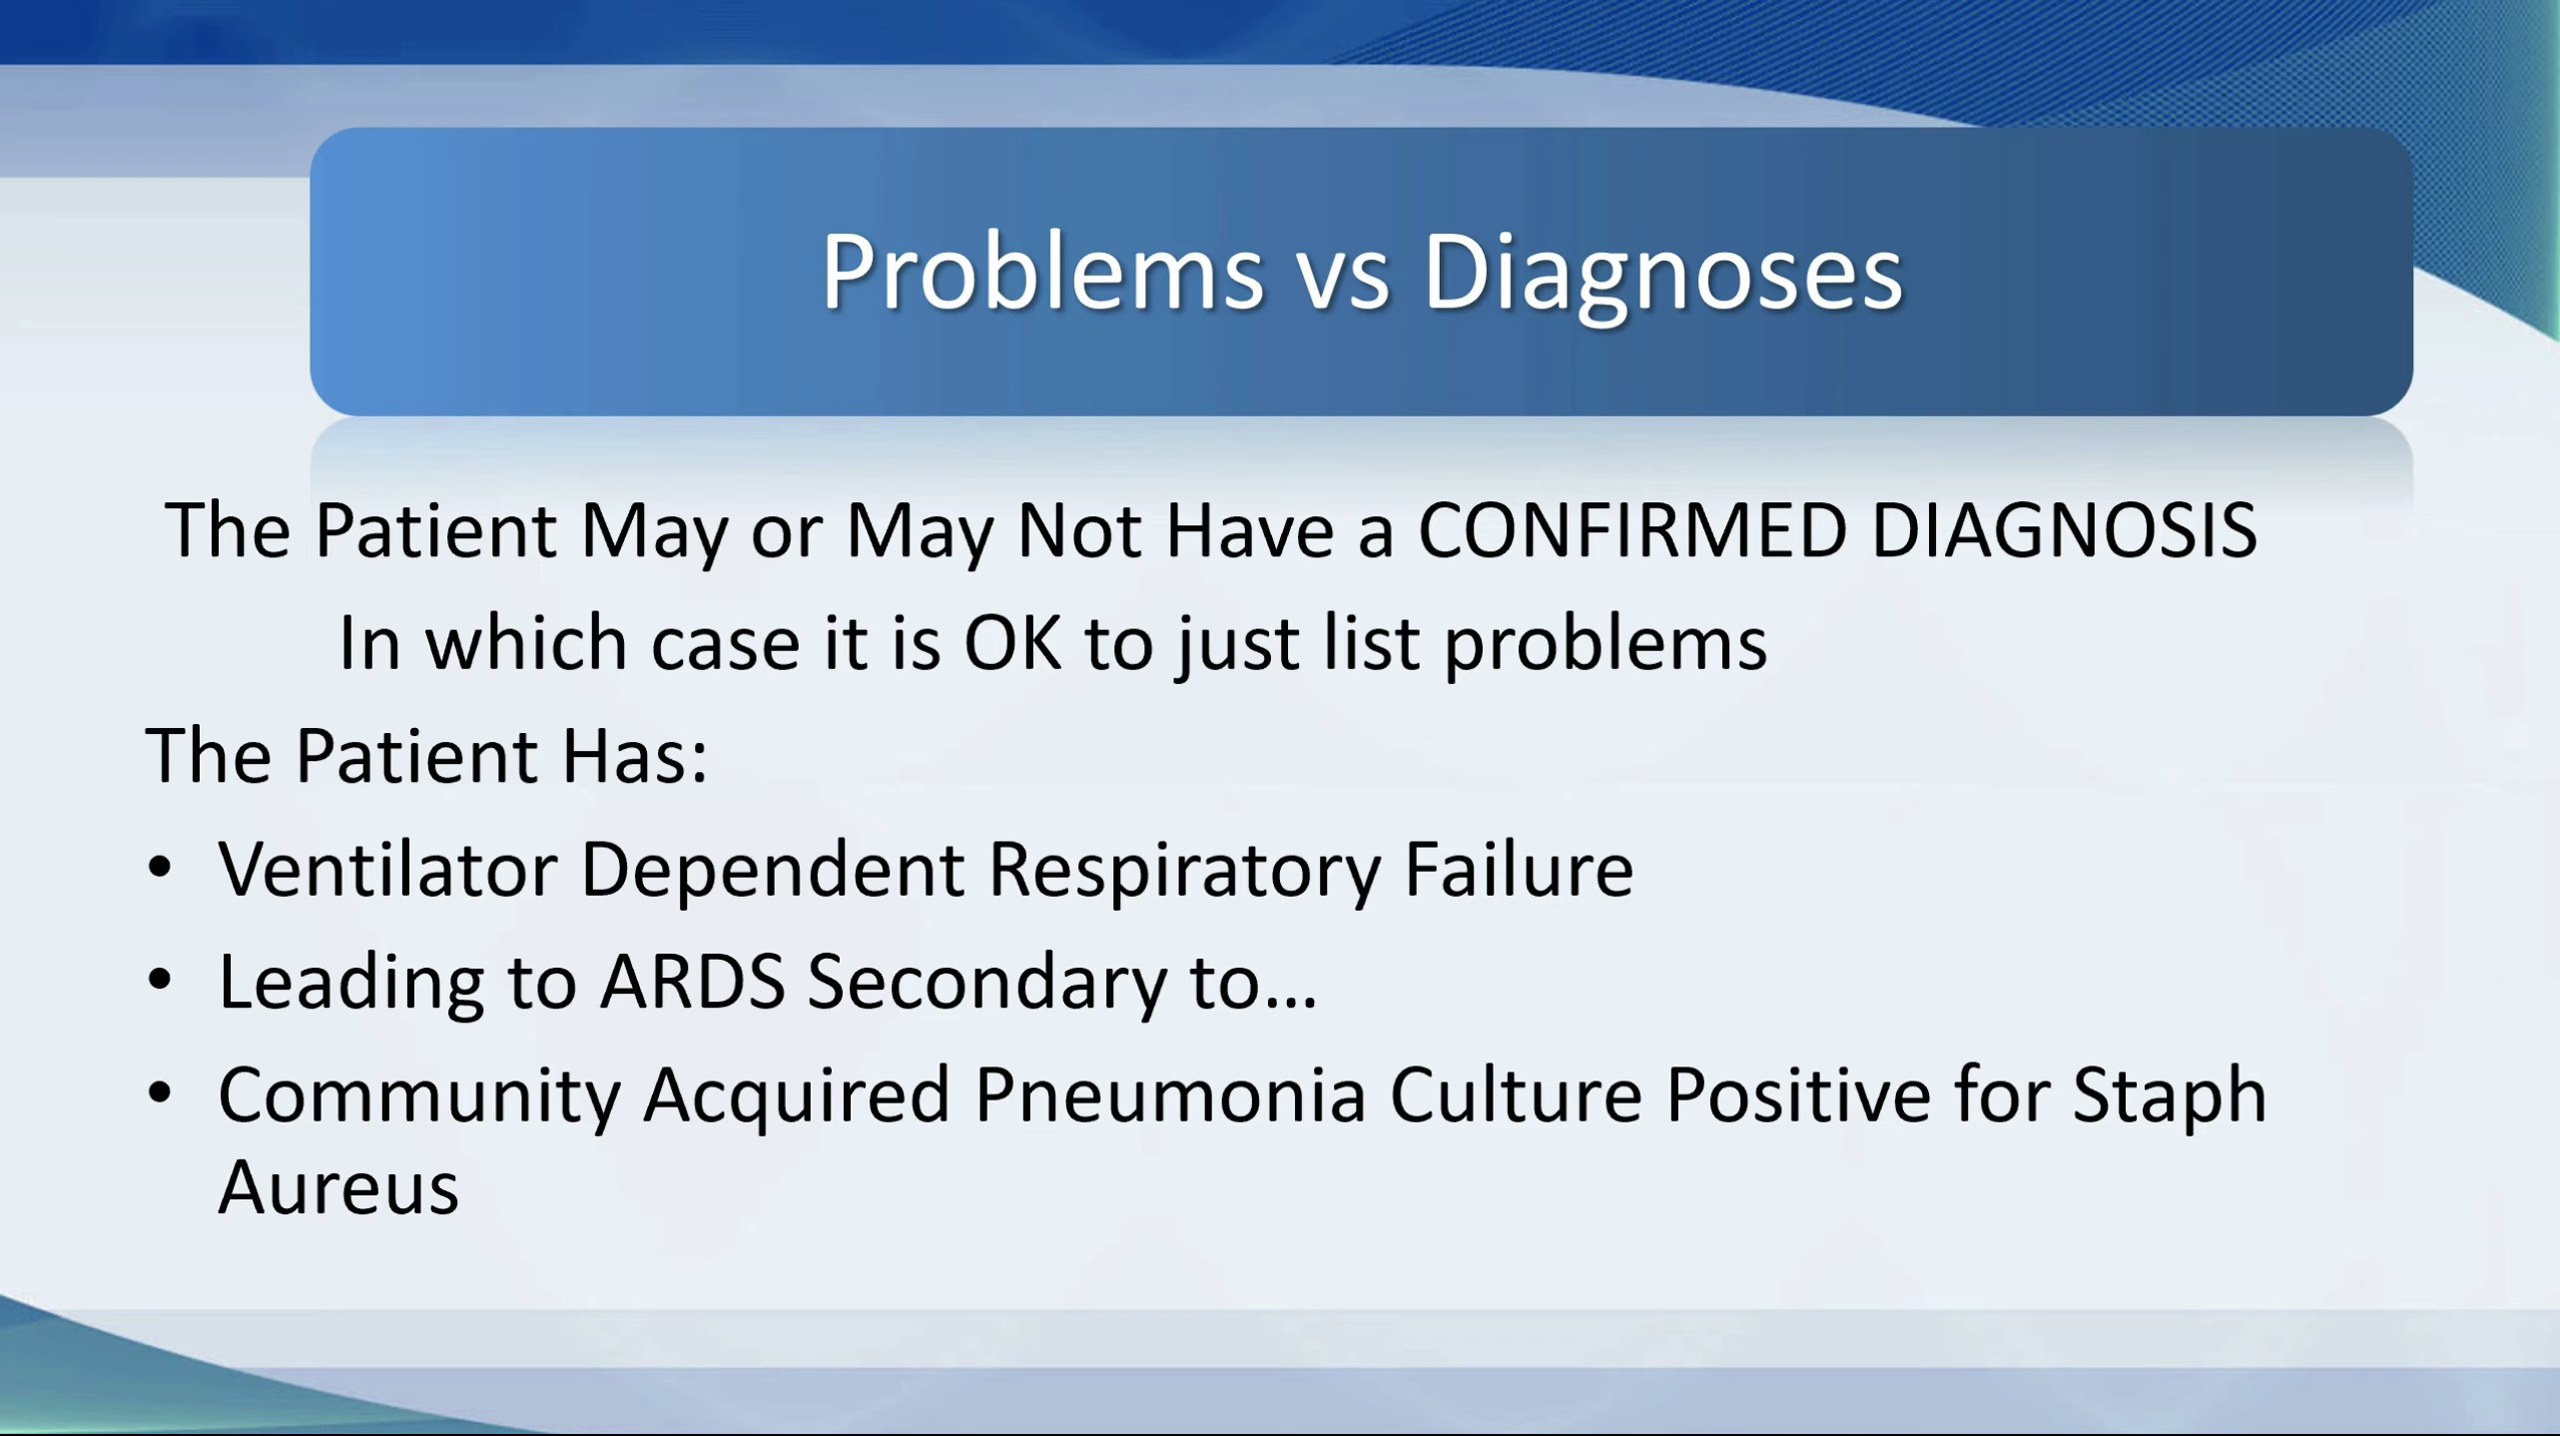 Problems vs Diagnoses
The Patient May or May Not Have a CONFIRMED DIAGNOSIS
In which case it is OK to just list problems
The Patient Has:
• Ventilator Dependent Respiratory Failure
• Leading to ARDS Secondary to...
• Community Acquired Pneumonia Culture Positive for Staph
Aureus